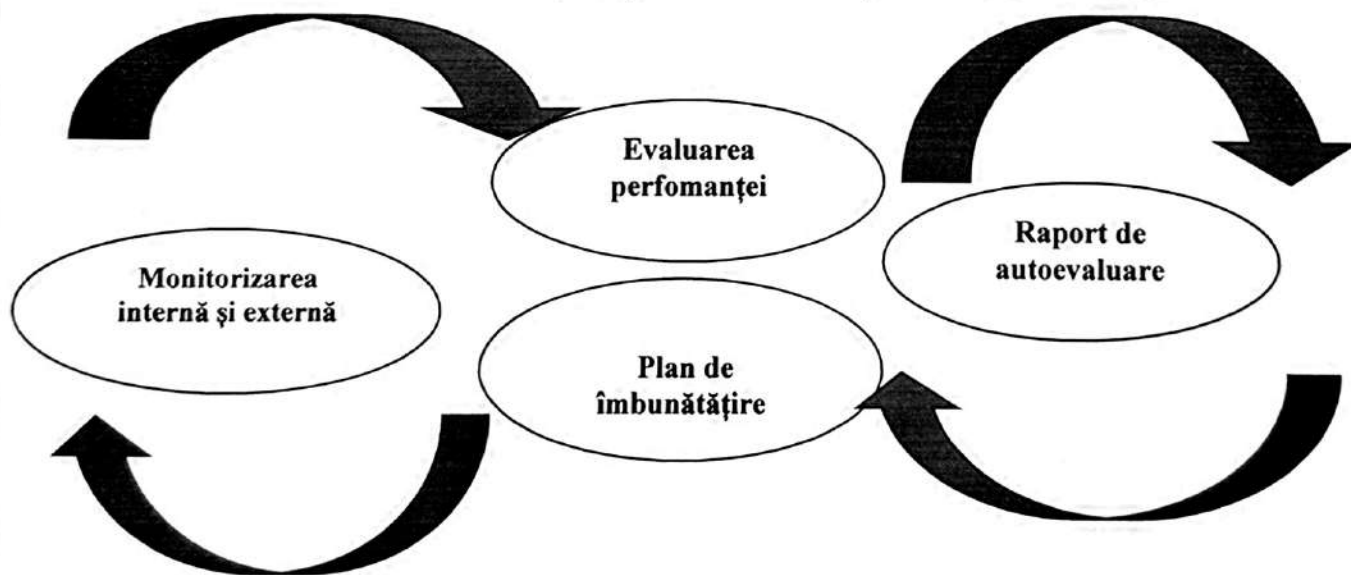 Evaluarea
perfomanței
Raport de
autoevaluare
Monitorizarea
internă și externă
Plan de
îmbunătățire